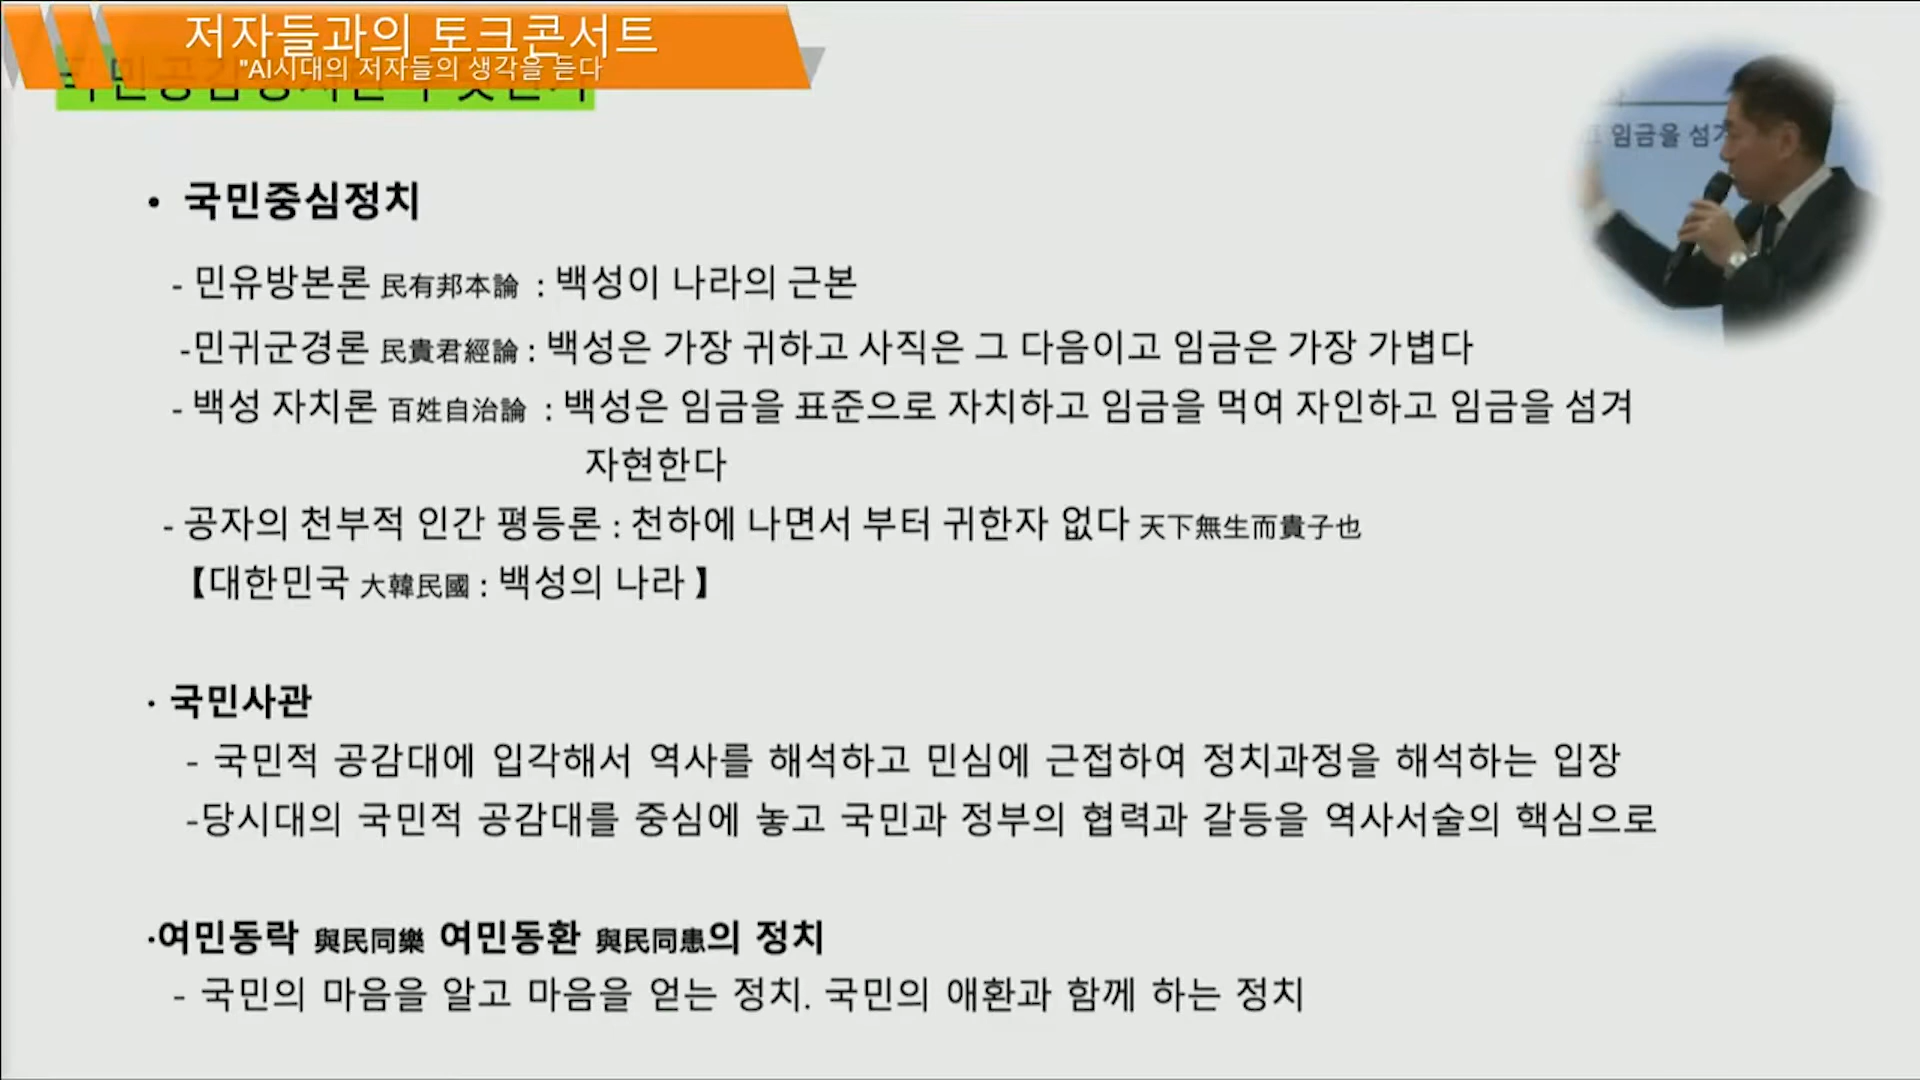 저자들과의 토크콘서트
"AI시대의 저자들의 생각을 듣다
임금을 섬겨
• 국민중심정치
- 민유방본론 民有邦本論 : 백성이 나라의 근본
-민귀군경론 民貴君經論 : 백성은 가장 귀하고 사직은 그 다음이고 임금은 가장 가볍다
- 백성 자치론 百姓自治論 : 백성은 임금을 표준으로 자치하고 임금을 먹여 자인하고 임금을 섬겨
자현한다
- 공자의 천부적 인간 평등론 : 천하에 나면서 부터 귀한자 없다 天下無生而貴子也
【대한민국 大韓民國 : 백성의 나라】
· 국민사관
- 국민적 공감대에 입각해서 역사를 해석하고 민심에 근접하여 정치과정을 해석하는 입장
-당시대의 국민적 공감대를 중심에 놓고 국민과 정부의 협력과 갈등을 역사서술의 핵심으로
·여민동락 與民同樂 여민동환 與民同患의 정치
- 국민의 마음을 알고 마음을 얻는 정치. 국민의 애환과 함께 하는 정치